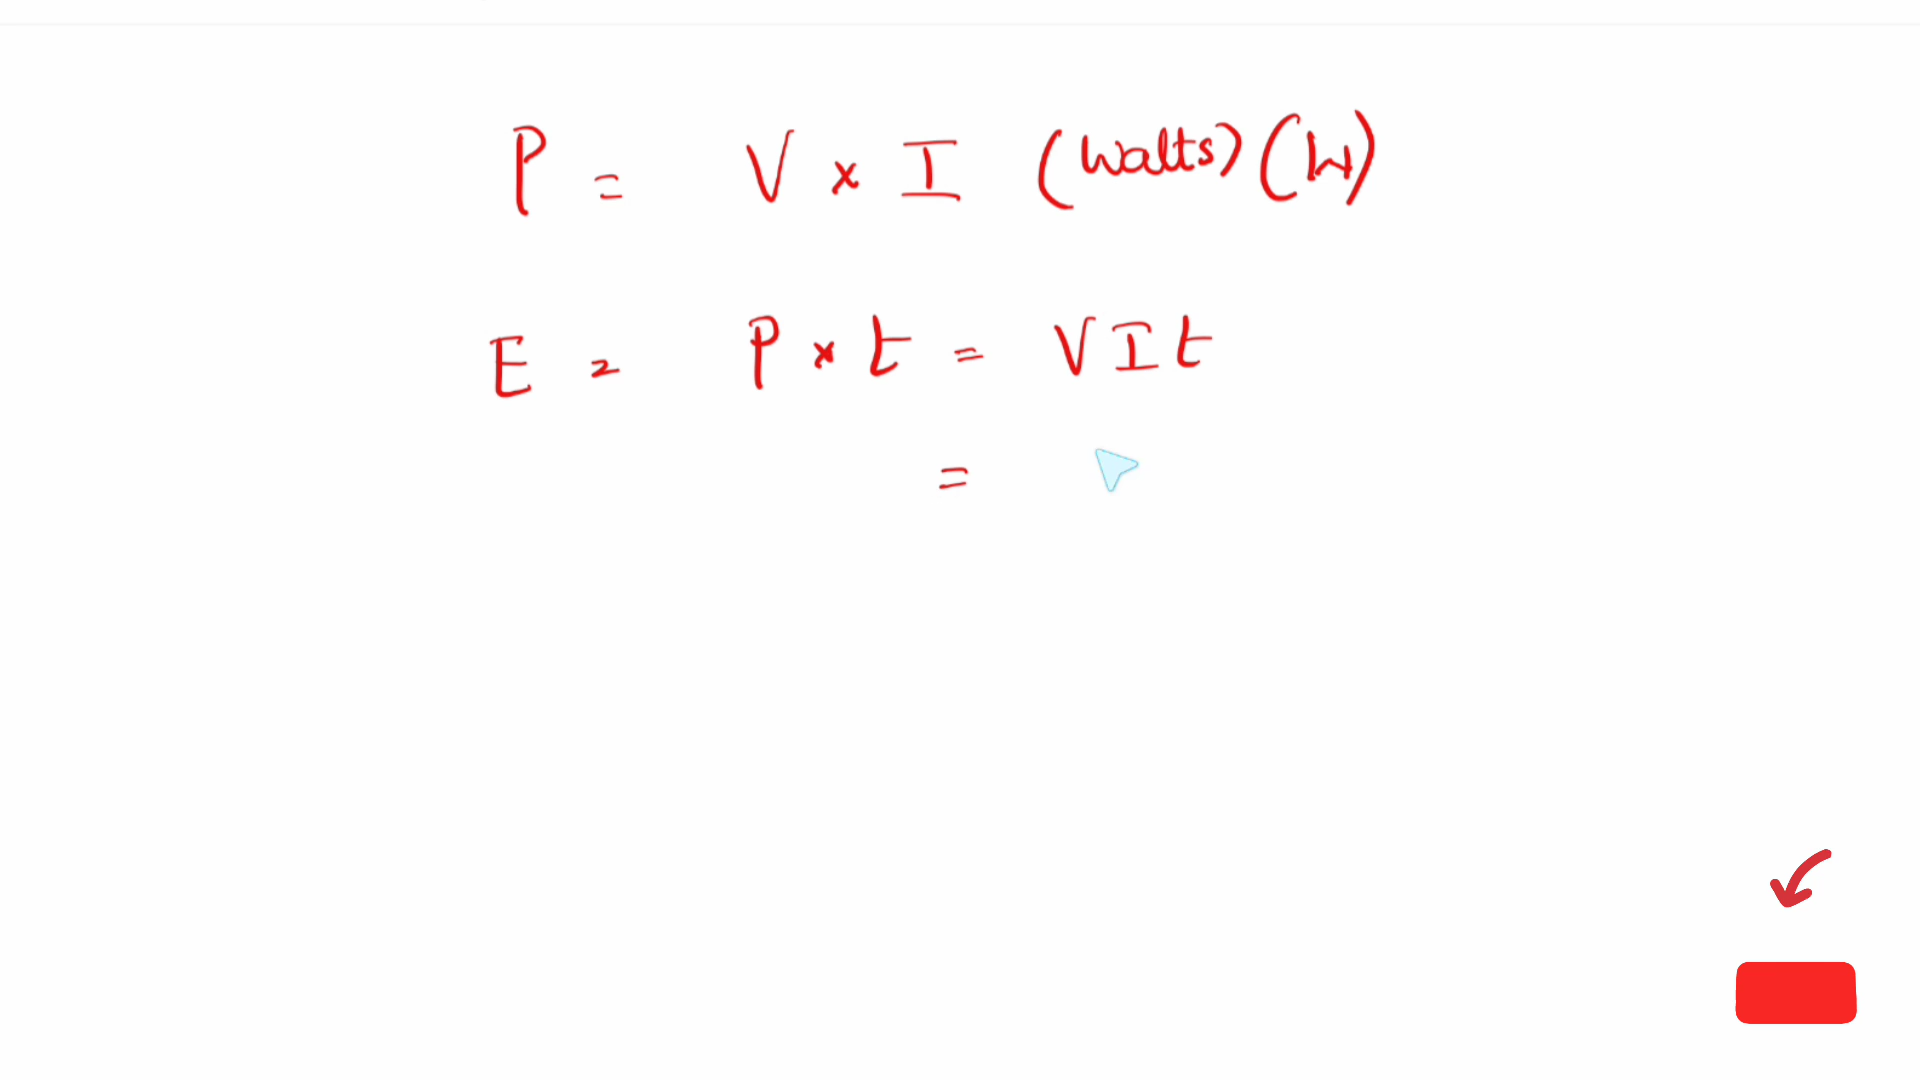 P = V × I (Watts) (W)
E = P × t = VIt
=